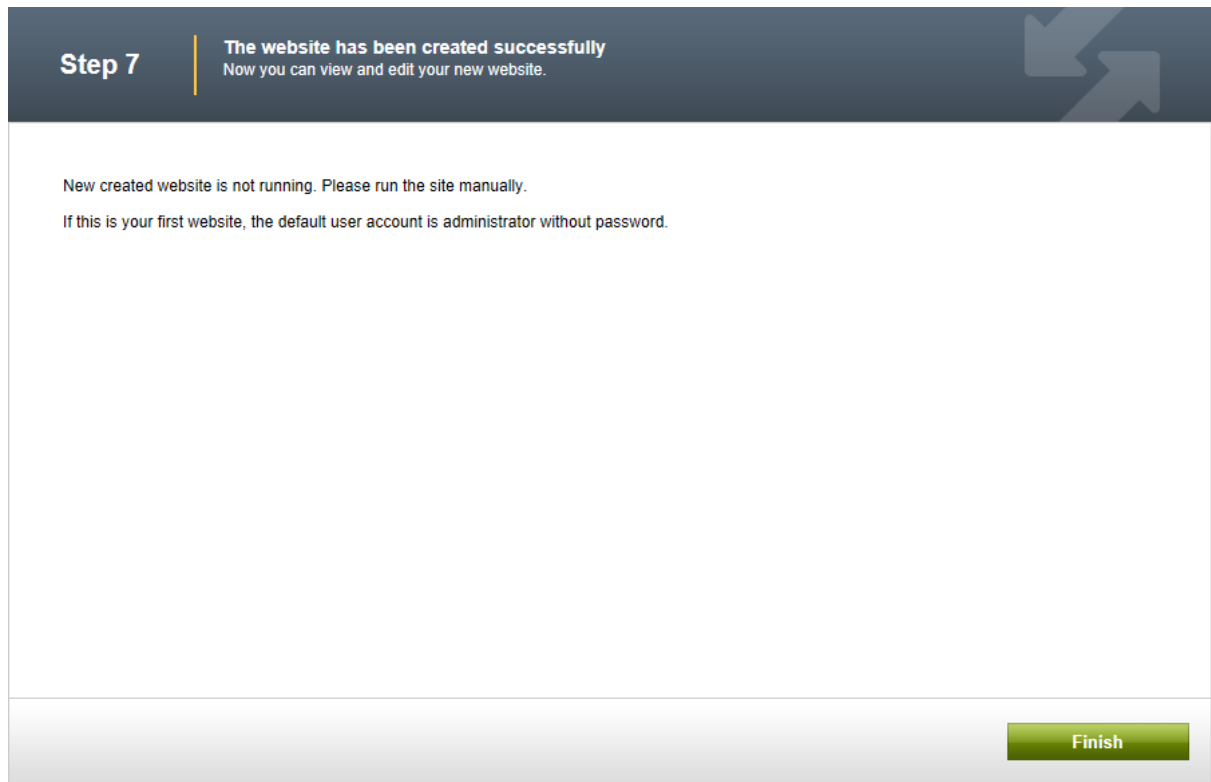 Step 7
The website has been created successfully
Now you can view and edit your new website.
New created website is not running. Please run the site manually.
If this is your first website, the default user account is administrator without password.
Finish